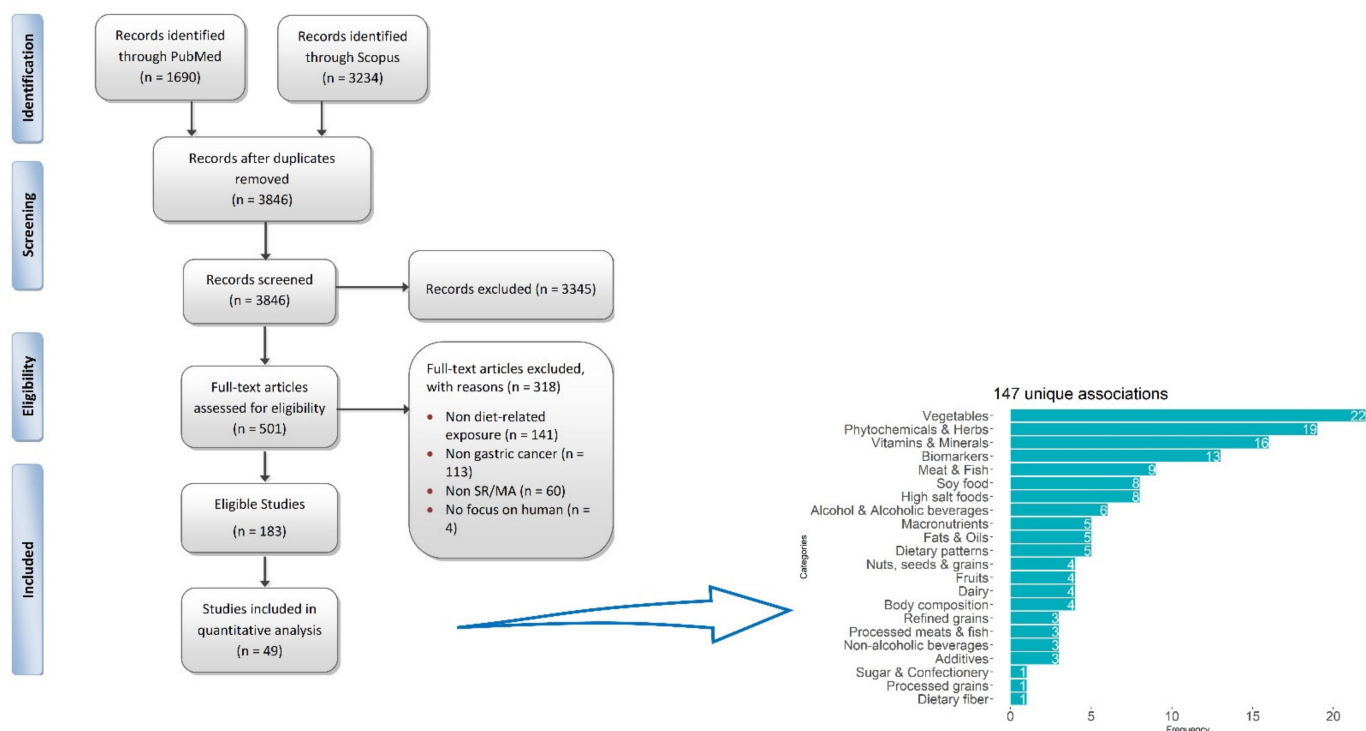 Identification
Records identified
through PubMed
(n = 1690)
Records identified
through Scopus
(n = 3234)
Records after duplicates
removed
(n = 3846)
Screening
Records screened
(n = 3846)
Records excluded (n = 3345)
Eligibility
Full-text articles
assessed for eligibility
(n = 501)
Full-text articles excluded,
with reasons (n = 318)
Non diet-related
exposure (n = 141)
Non gastric cancer (n =
113)
Non SR/MA (n = 60)
No focus on human (n =
4)
Included
Eligible Studies
(n = 183)
Studies included in
quantitative analysis
(n = 49)
147 unique associations
Categories
Vegetables 22
Phytochemicals & Herbs 19
Vitamins & Minerals 16
Biomarkers 13
Meat & Fish 9
Soy food 8
High salt foods 8
Alcohol & Alcoholic beverages 6
Macronutrients 5
Fats & Oils 5
Dietary patterns 5
Nuts, seeds & grains 4
Fruits 4
Dairy 4
Body composition 4
Refined grains 3
Processed meats & fish 3
Non-alcoholic beverages 3
Additives 3
Sugar & Confectionery 1
Processed grains 1
Dietary fiber 1
0 5 10 15 20
Frequency